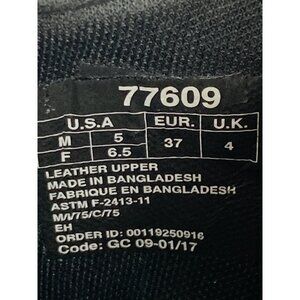 77609
U.S.A EUR. U.K.
M 5 37 4
F 6.5
LEATHER UPPER
MADE IN BANGLADESH
FABRIQUE EN BANGLADESH
ASTM F-2413-11
M/I/75/C/75
EH
ORDER ID: 00119250916
Code: GC 09-01/17